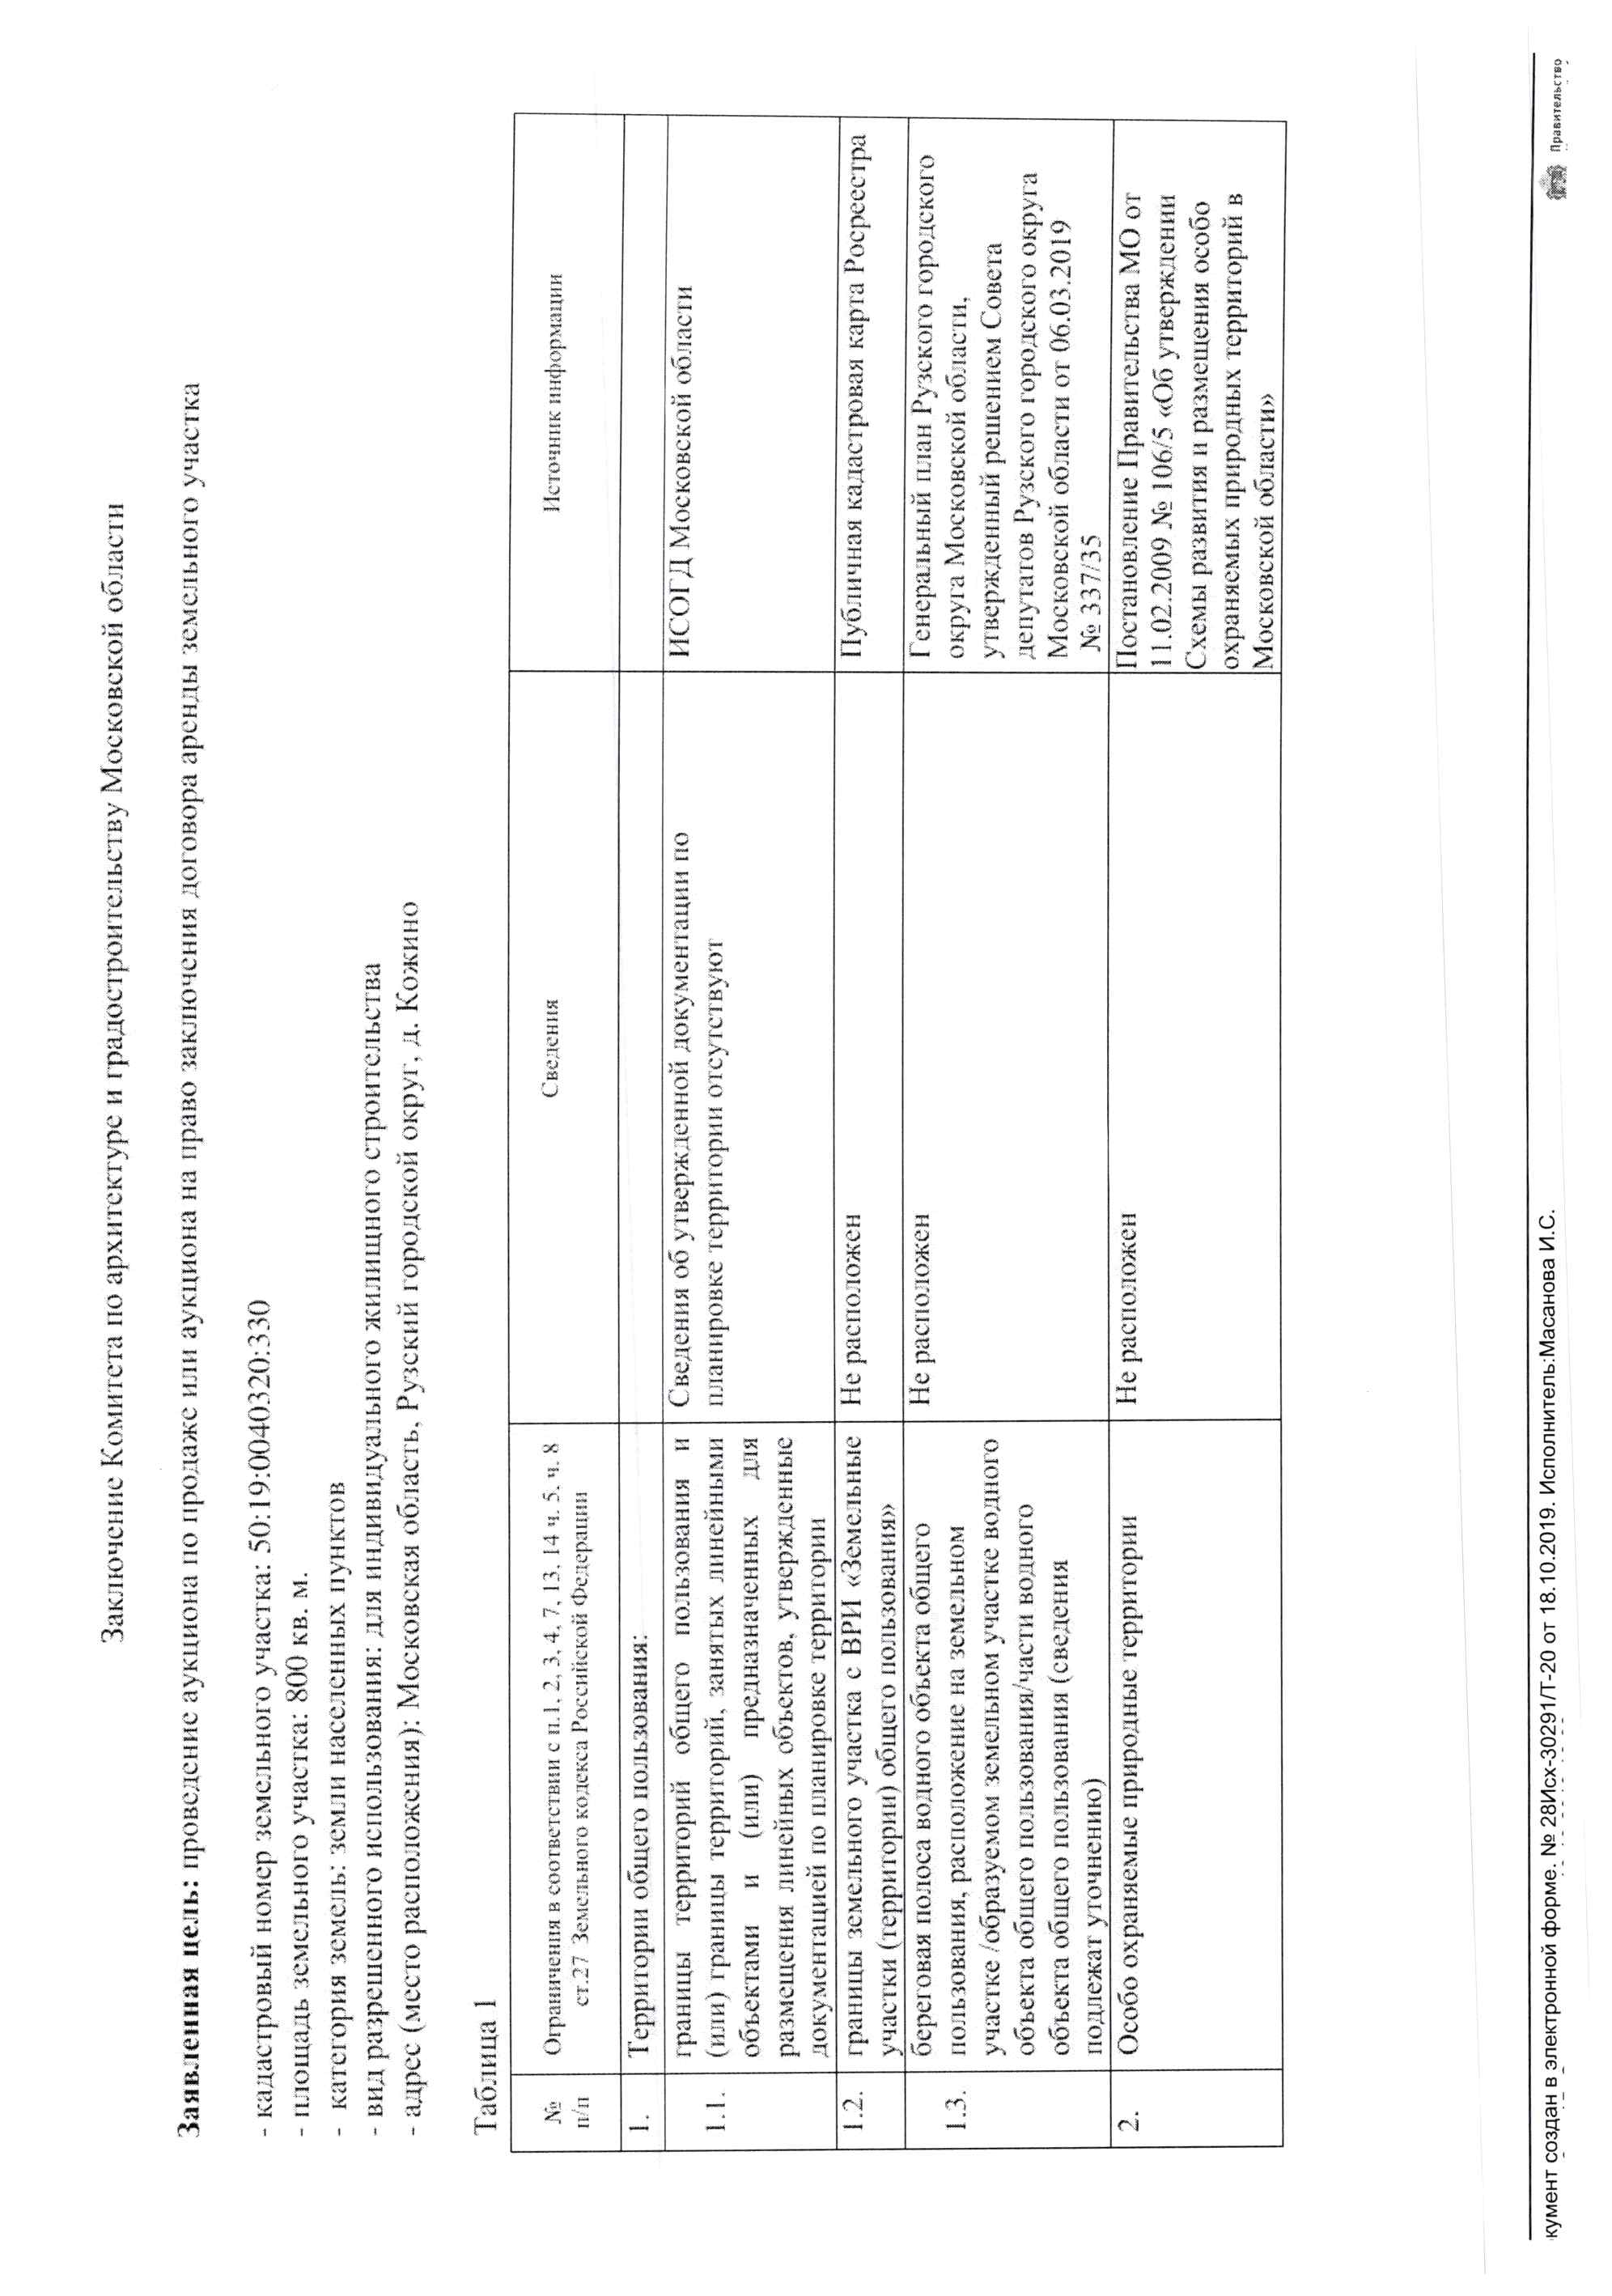 Заключение Комитета по архитектуре и градостроительству Московской области
Заявленная цель: проведение аукциона по продаже или аукциона на право заключения договора аренды земельного участка
- кадастровый номер земельного участка: 50:19:0040320:330
- площадь земельного участка: 800 кв. м.
- категория земель: земли населенных пунктов
- вид разрешенного использования: для индивидуального жилищного строительства
- адрес (место расположения): Московская область, Рузский городской округ, д. Кожино
Таблица 1
№
п/п
Ограничения в соответствии с п.1, 2, 3, 4, 7, 13, 14 ч. 5. ч. 8
ст.27 Земельного кодекса Российской Федерации
Сведения
Источник информации
1.
Территории общего пользования:
1.1.
границы территорий общего пользования и
(или) границы территорий, занятых линейными
объектами и (или) предназначенных для
размещения линейных объектов, утвержденные
документацией по планировке территории
Сведения об утвержденной документации по
планировке территории отсутствуют
ИСОГД Московской области
1.2.
границы земельного участка с ВРИ «Земельные
участки (территории) общего пользования»
Не расположен
Публичная кадастровая карта Росреестра
1.3.
береговая полоса водного объекта общего
пользования, расположение на земельном
участке /образуемом земельном участке водного
объекта общего пользования/части водного
объекта общего пользования (сведения
подлежат уточнению)
Не расположен
Генеральный план Рузского городского
округа Московской области,
утвержденный решением Совета
депутатов Рузского городского округа
Московской области от 06.03.2019
№ 337/35
2.
Особо охраняемые природные территории
Не расположен
Постановление Правительства МО от
11.02.2009 № 106/5 «Об утверждении
Схемы развития и размещения особо
охраняемых природных территорий в
Московской области»
кумент создан в электронной форме. № 28Исх-30291/Т-20 от 18.10.2019. Исполнитель:Масанова И.С.
Правительство